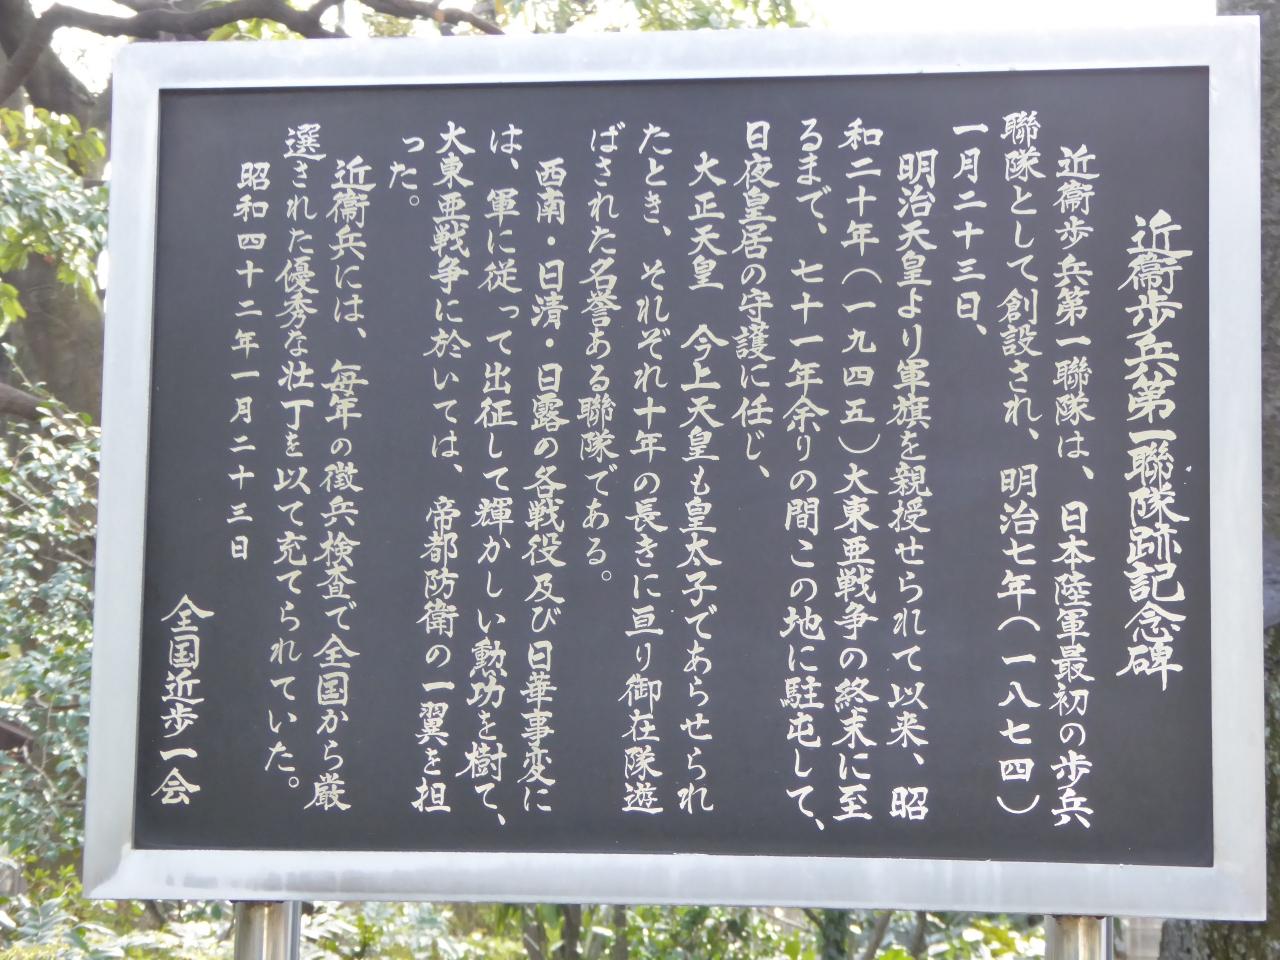 近衞歩兵第一聯隊跡記念碑
近衞歩兵第一聯隊は、日本陸軍最初の歩兵
聯隊として創設され、明治七年（一八七四）
一月二十三日、
明治天皇より軍旗を親授せられて以来、昭
和二十年（一九四五）大東亜戦争の終末に至
るまで、七十一年余りの間この地に駐屯して、
日夜皇居の守護に任じ、
大正天皇　今上天皇も皇太子であらせられ
たとき、それぞれ十年の長きに亘り御在隊遊
ばされた名誉ある聯隊である。
西南・日清・日露の各戦役及び日華事変に
は、軍に従って出征して輝かしい勲功を樹て、
大東亜戦争に於いては、帝都防衛の一翼を担
った。
近衞兵には、毎年の徴兵検査で全国から厳
選された優秀な壮丁を以て充てられていた。
昭和四十二年一月二十三日
全国近歩一会